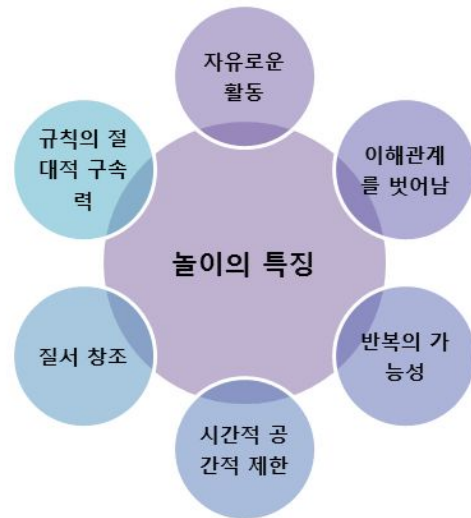 놀이의 특징
자유로운
활동
이해관계
를 벗어남
반복의 가
능성
시간적 공
간적 제한
질서 창조
규칙의 절
대적 구속
력